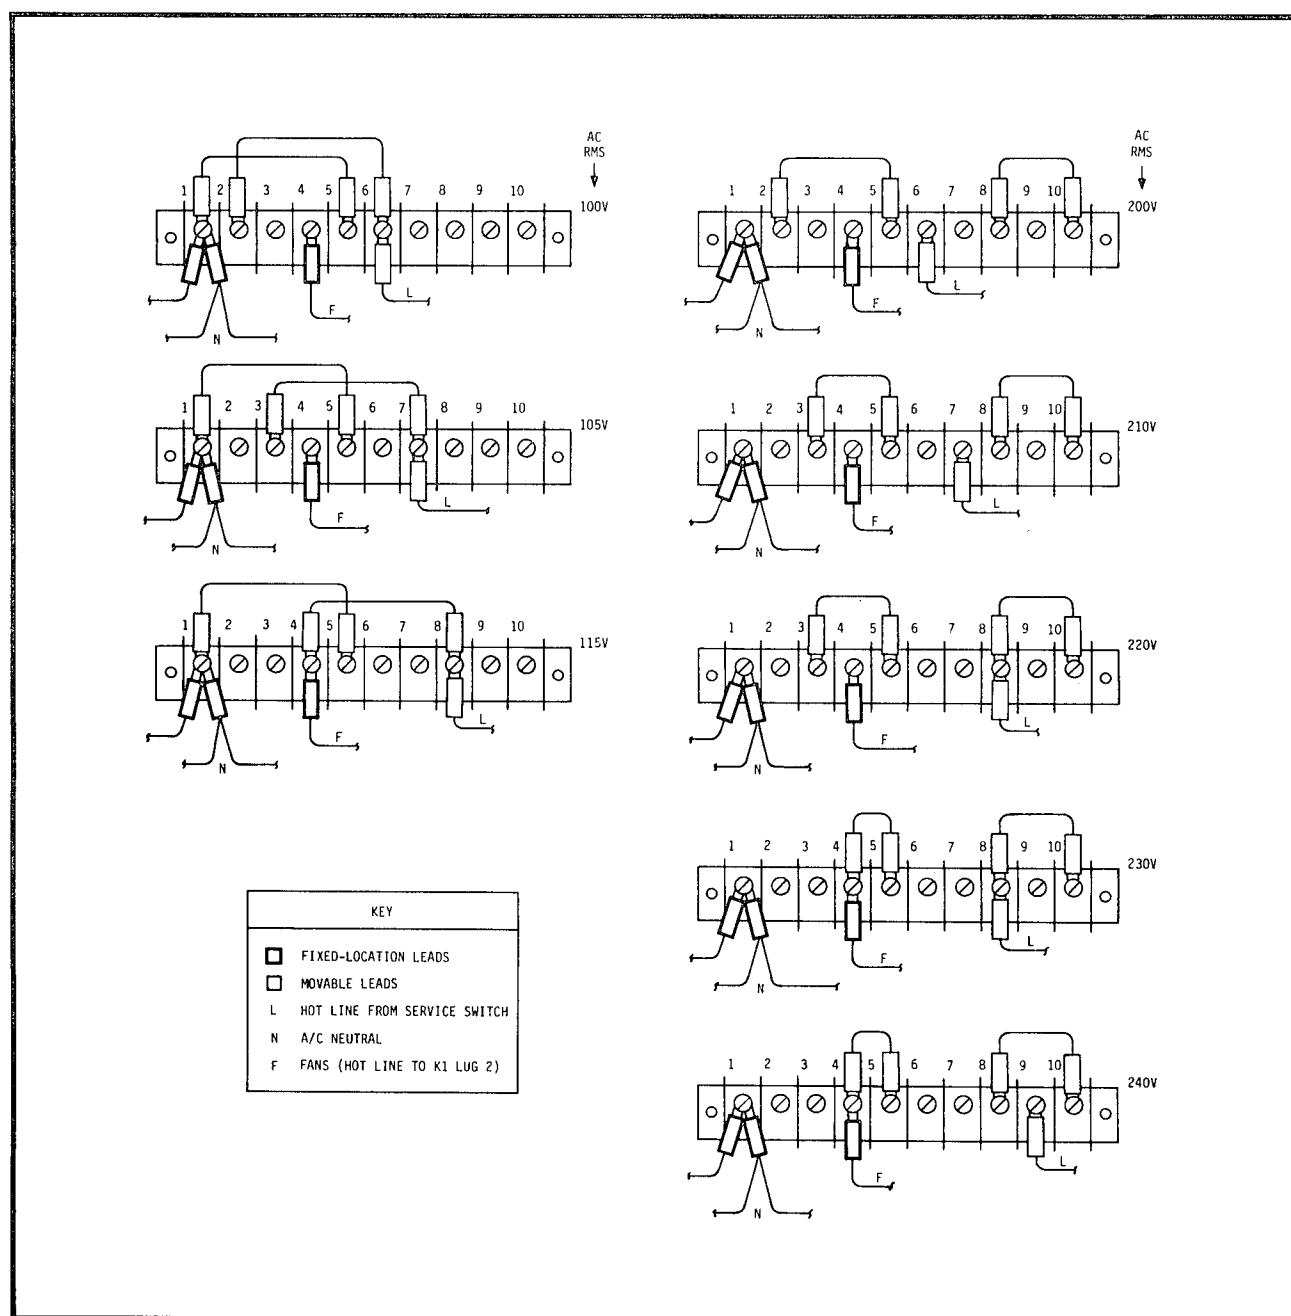 AC
RMS
1 2 3 4 5 6 7 8 9 10
100V
F
L
N
1 2 3 4 5 6 7 8 9 10
105V
L
F
N
1 2 3 4 5 6 7 8 9 10
115V
L
F
N
KEY
FIXED-LOCATION LEADS
MOVABLE LEADS
L HOT LINE FROM SERVICE SWITCH
N A/C NEUTRAL
F FANS (HOT LINE TO K1 LUG 2)
AC
RMS
1 2 3 4 5 6 7 8 9 10
200V
L
F
N
1 2 3 4 5 6 7 8 9 10
210V
L
F
N
1 2 3 4 5 6 7 8 9 10
220V
L
F
N
1 2 3 4 5 6 7 8 9 10
230V
L
F
N
1 2 3 4 5 6 7 8 9 10
240V
L
F
N